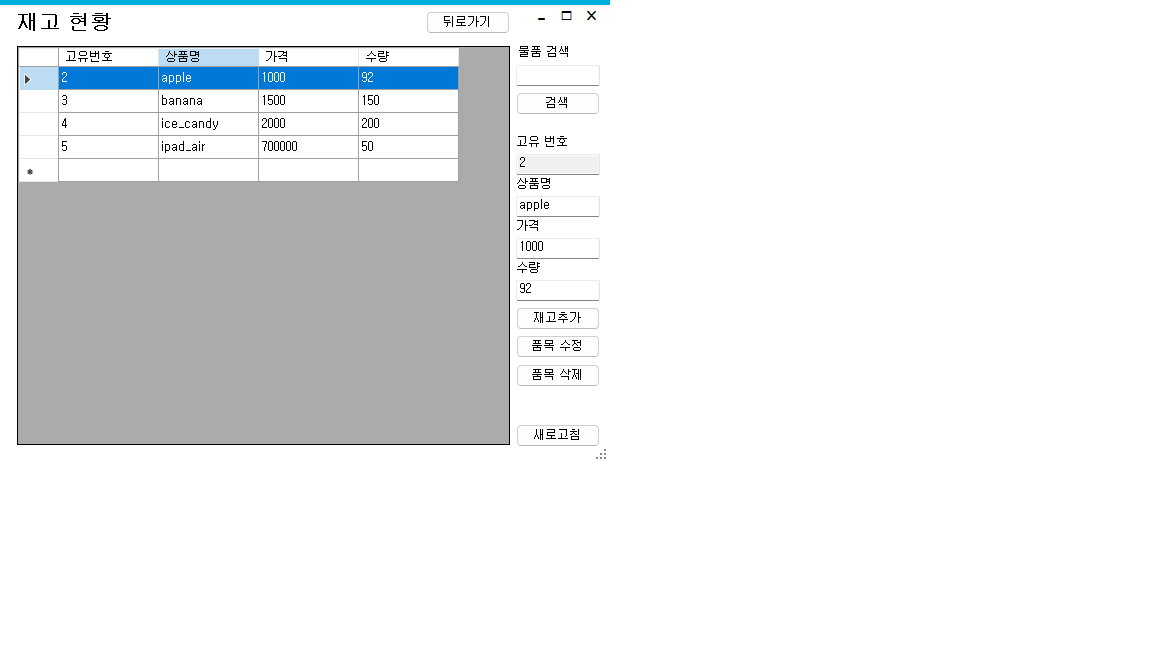 재고 현황
뒤로가기
고유번호 상품명 가격 수량
2 apple 1000 92
3 banana 1500 150
4 ice_candy 2000 200
5 ipad_air 700000 50
물품 검색
검색
고유 번호
2
상품명
apple
가격
1000
수량
92
재고추가
품목 수정
품목 삭제
새로고침